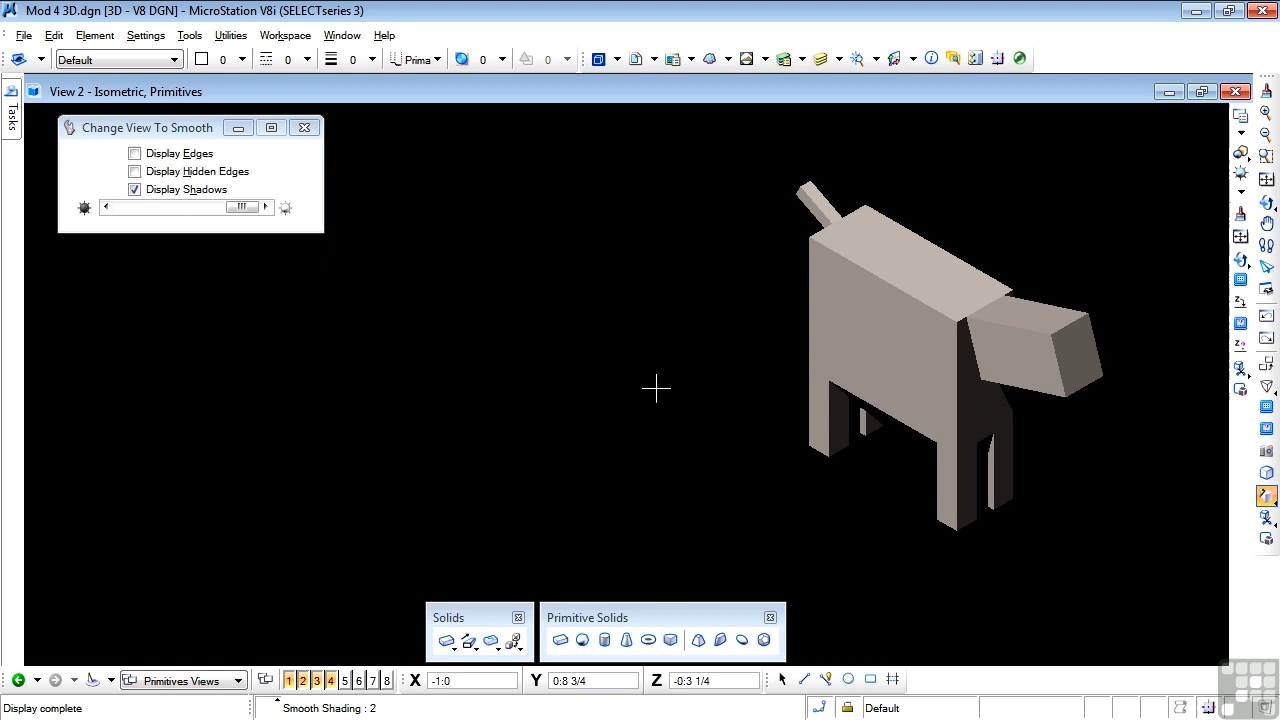 Mod 4 3D.dgn [3D - V8 DGN] - MicroStation V8i (SELECTseries 3)
File Edit Element Settings Tools Utilities Workspace Window Help
Default 0 0 0 Prima 0 0
Tasks
View 2 - Isometric, Primitives
Change View To Smooth
Display Edges
Display Hidden Edges
Display Shadows
Solids
Primitive Solids
Primitives Views 1 2 3 4 5 6 7 8 X -1:0 Y 0:8 3/4 Z -0:3 1/4
Display complete Smooth Shading : 2 Default